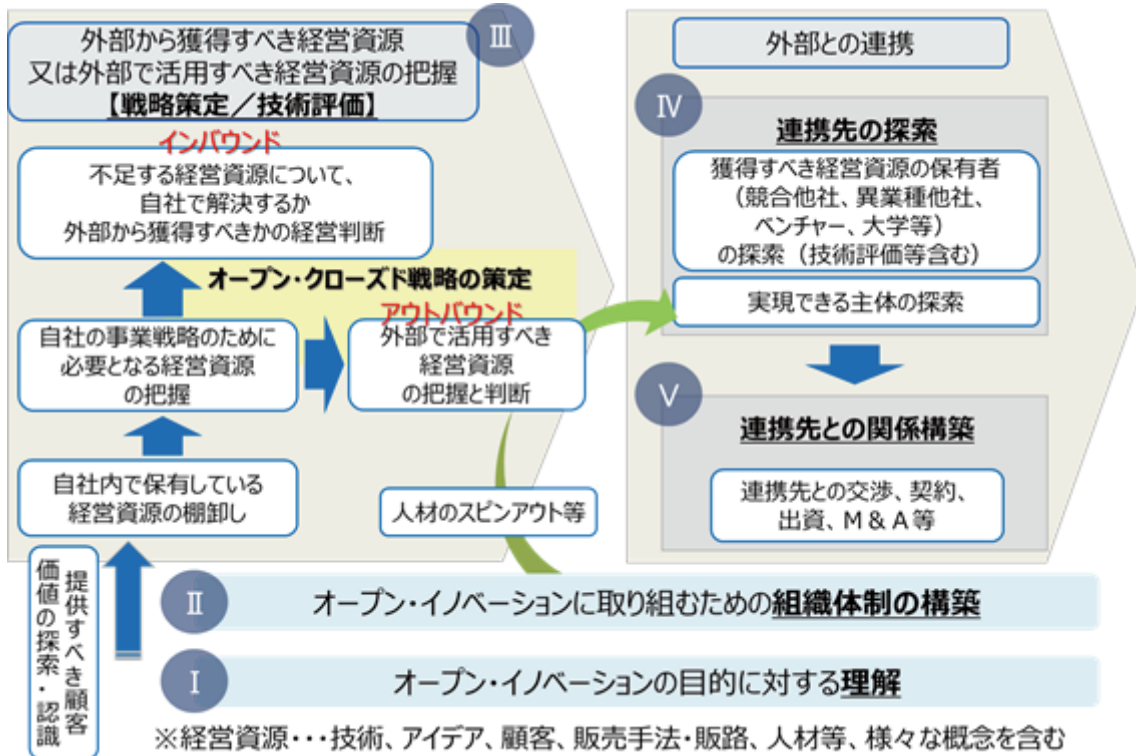 外部から獲得すべき経営資源
又は外部で活用すべき経営資源の把握
【戦略策定／技術評価】
Ⅲ
インバウンド
不足する経営資源について、
自社で解決するか
外部から獲得すべきかの経営判断
オープン・クローズド戦略の策定
自社の事業戦略のために
必要となる経営資源
の把握
アウトバウンド
外部で活用すべき
経営資源
の把握と判断
自社内で保有している
経営資源の棚卸し
人材のスピンアウト等
提供すべき顧客
価値の探索・認識
外部との連携
Ⅳ
連携先の探索
獲得すべき経営資源の保有者
（競合他社、異業種他社、
ベンチャー、大学等）
の探索（技術評価等含む）
実現できる主体の探索
Ⅴ
連携先との関係構築
連携先との交渉、契約、
出資、Ｍ＆Ａ等
Ⅱ オープン・イノベーションに取り組むための組織体制の構築
Ⅰ オープン・イノベーションの目的に対する理解
※経営資源・・・技術、アイデア、顧客、販売手法・販路、人材等、様々な概念を含む